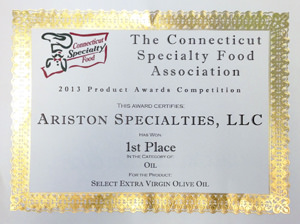 Connecticut
Specialty
Food
The Connecticut
Specialty Food
Association
2013 Product Awards Competition
This Award Certifies:
Ariston Specialties, LLC
Has Won
1st Place
In the Category of
Oil
For the Product:
Select Extra Virgin Olive Oil